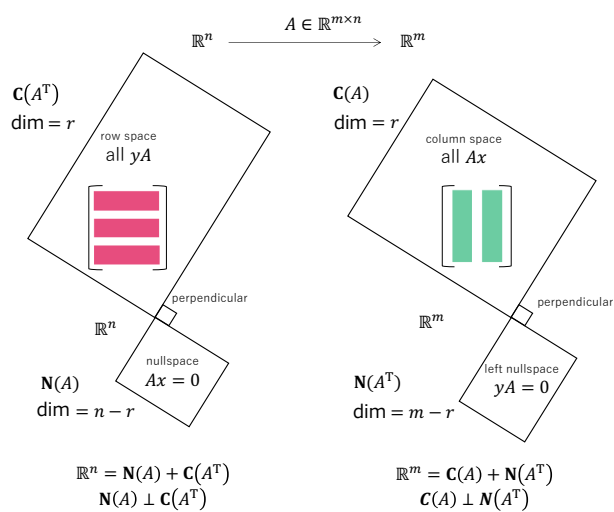 A ∈ ℝᵐˣⁿ
ℝⁿ
ℝᵐ
C(Aᵀ)
dim = r
row space
all yA
perpendicular
ℝⁿ
N(A)
dim = n − r
nullspace
Ax = 0
ℝⁿ = N(A) + C(Aᵀ)
N(A) ⊥ C(Aᵀ)
C(A)
dim = r
column space
all Ax
perpendicular
ℝᵐ
N(Aᵀ)
dim = m − r
left nullspace
yA = 0
ℝᵐ = C(A) + N(Aᵀ)
C(A) ⊥ N(Aᵀ)